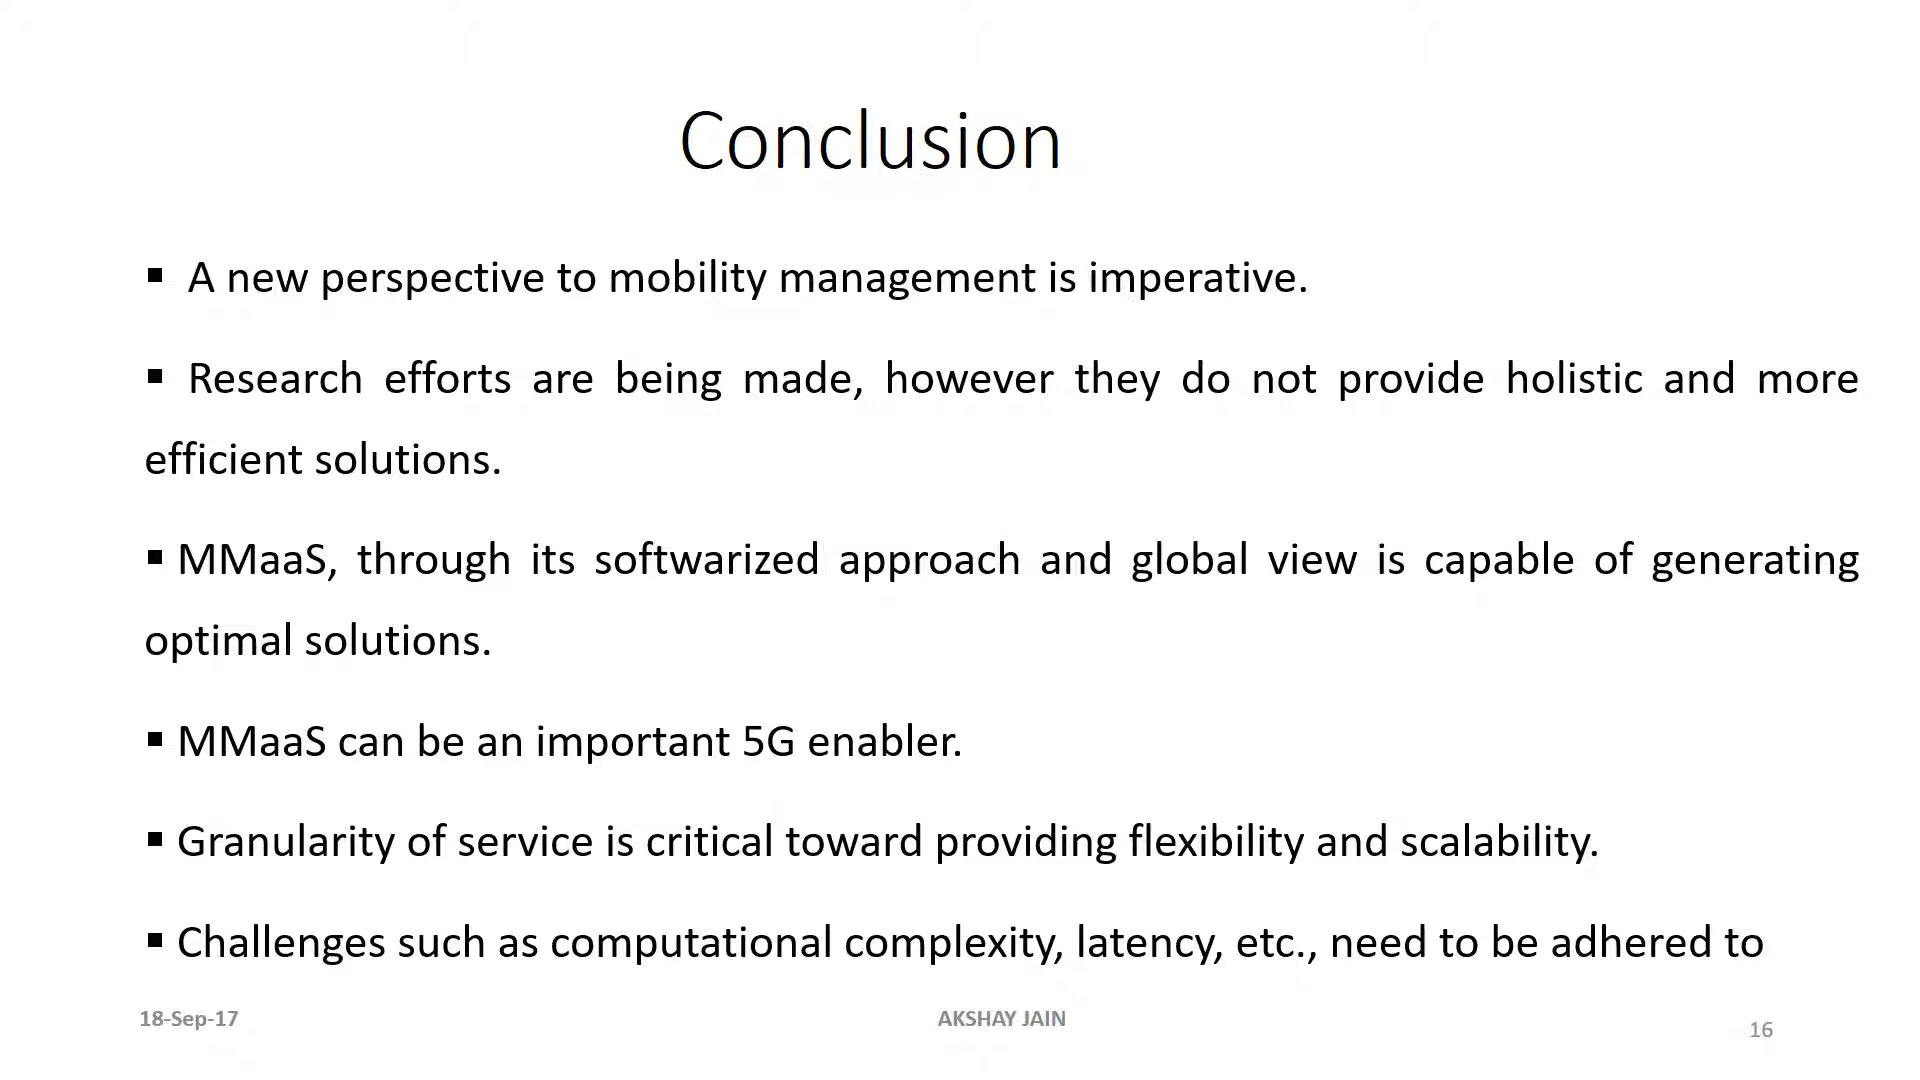 Conclusion
▪ A new perspective to mobility management is imperative.
▪ Research efforts are being made, however they do not provide holistic and more
efficient solutions.
▪ MMaaS, through its softwarized approach and global view is capable of generating
optimal solutions.
▪ MMaaS can be an important 5G enabler.
▪ Granularity of service is critical toward providing flexibility and scalability.
▪ Challenges such as computational complexity, latency, etc., need to be adhered to
18-Sep-17
AKSHAY JAIN
16